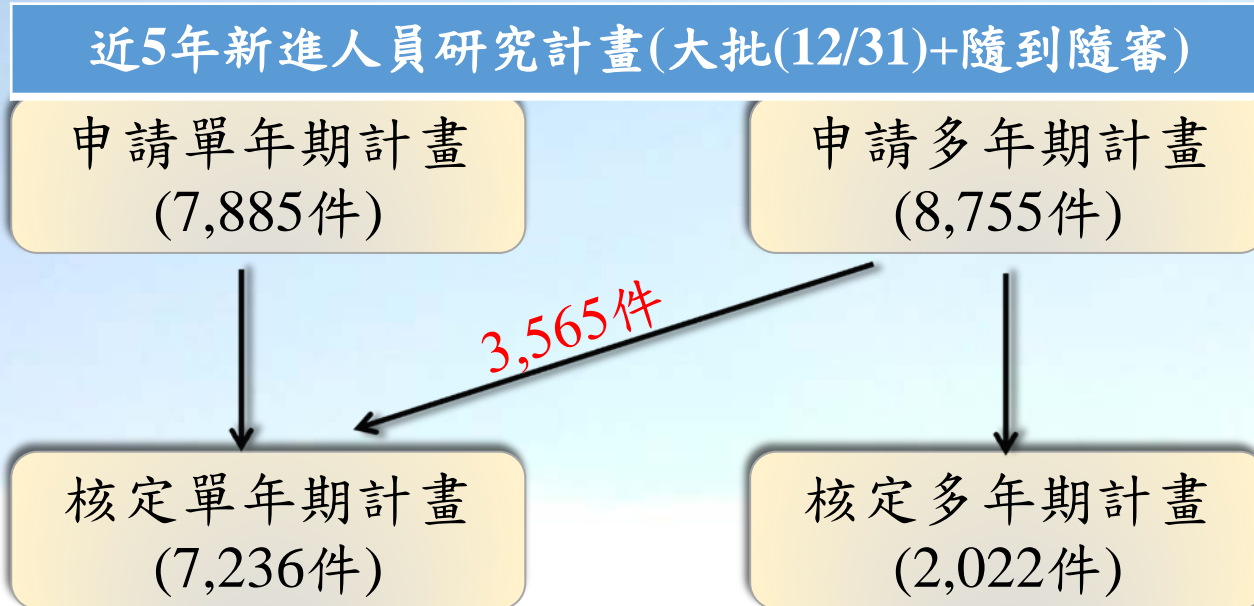 近5年新進人員研究計畫(大批(12/31)+隨到隨審)
申請單年期計畫
(7,885件)
申請多年期計畫
(8,755件)
3,565件
核定單年期計畫
(7,236件)
核定多年期計畫
(2,022件)